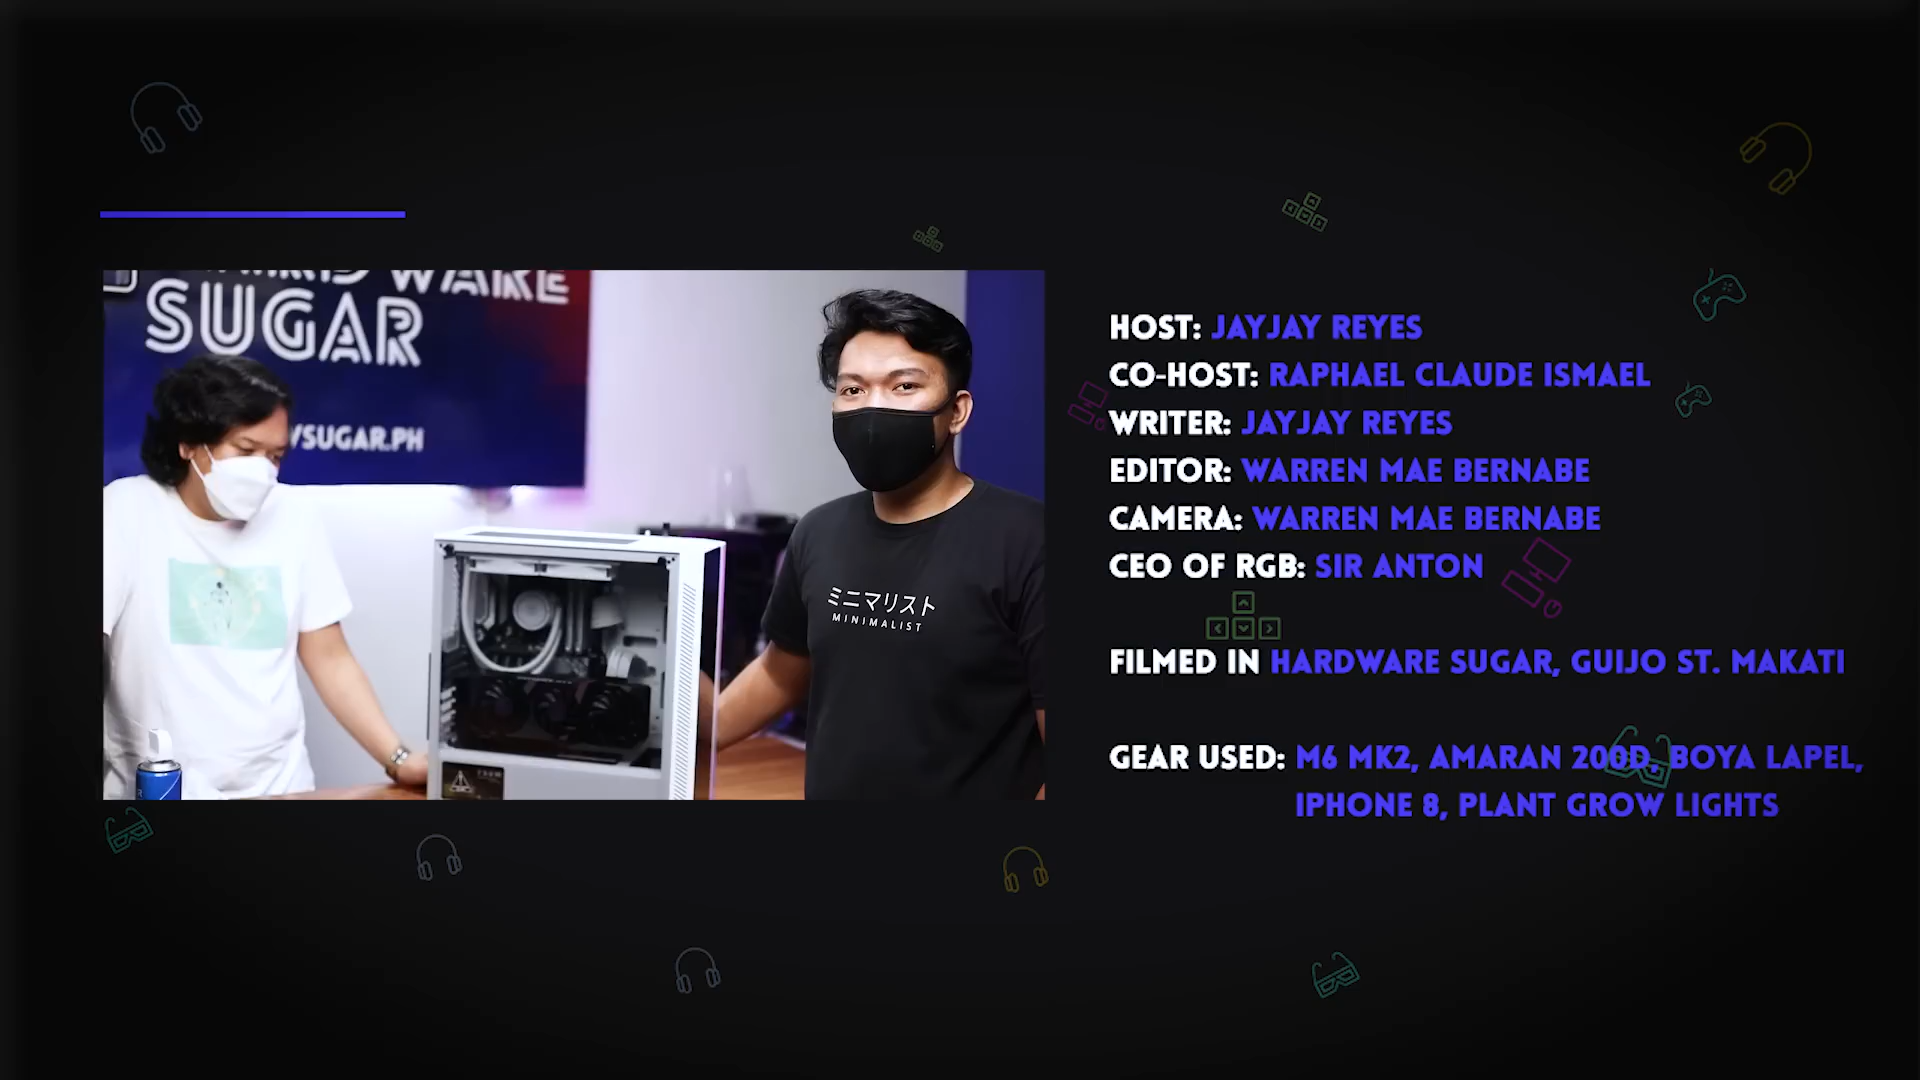 HARDWARE
SUGAR
SUGAR.PH
ミニマリスト
MINIMALIST
HOST: JAYJAY REYES
CO-HOST: RAPHAEL CLAUDE ISMAEL
WRITER: JAYJAY REYES
EDITOR: WARREN MAE BERNABE
CAMERA: WARREN MAE BERNABE
CEO OF RGB: SIR ANTON
FILMED IN HARDWARE SUGAR, GUIJO ST. MAKATI
GEAR USED: M6 MK2, AMARAN 200D, BOYA LAPEL,
IPHONE 8, PLANT GROW LIGHTS